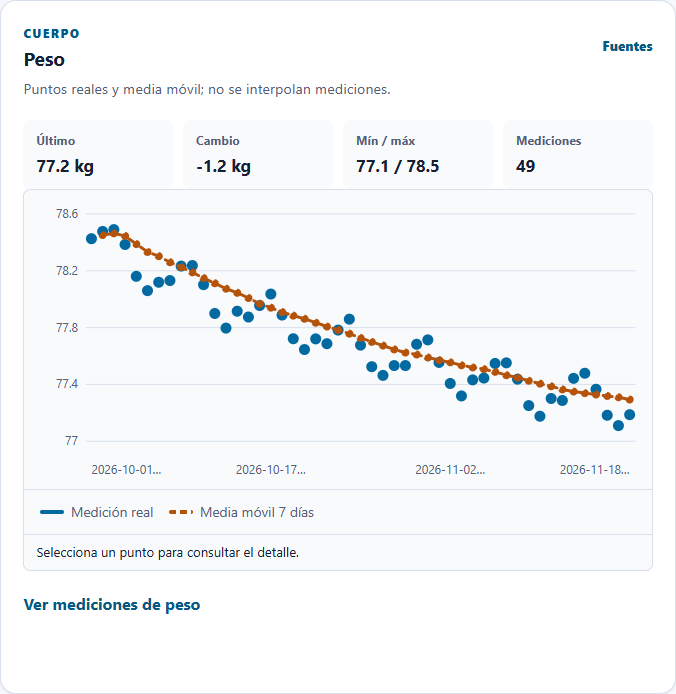 CUERPO
Peso
Fuentes
Puntos reales y media móvil; no se interpolan mediciones.
Último
77.2 kg
Cambio
-1.2 kg
Mín / máx
77.1 / 78.5
Mediciones
49
78.6
78.2
77.8
77.4
77
2026-10-01...
2026-10-17...
2026-11-02...
2026-11-18...
Medición real
Media móvil 7 días
Selecciona un punto para consultar el detalle.
Ver mediciones de peso